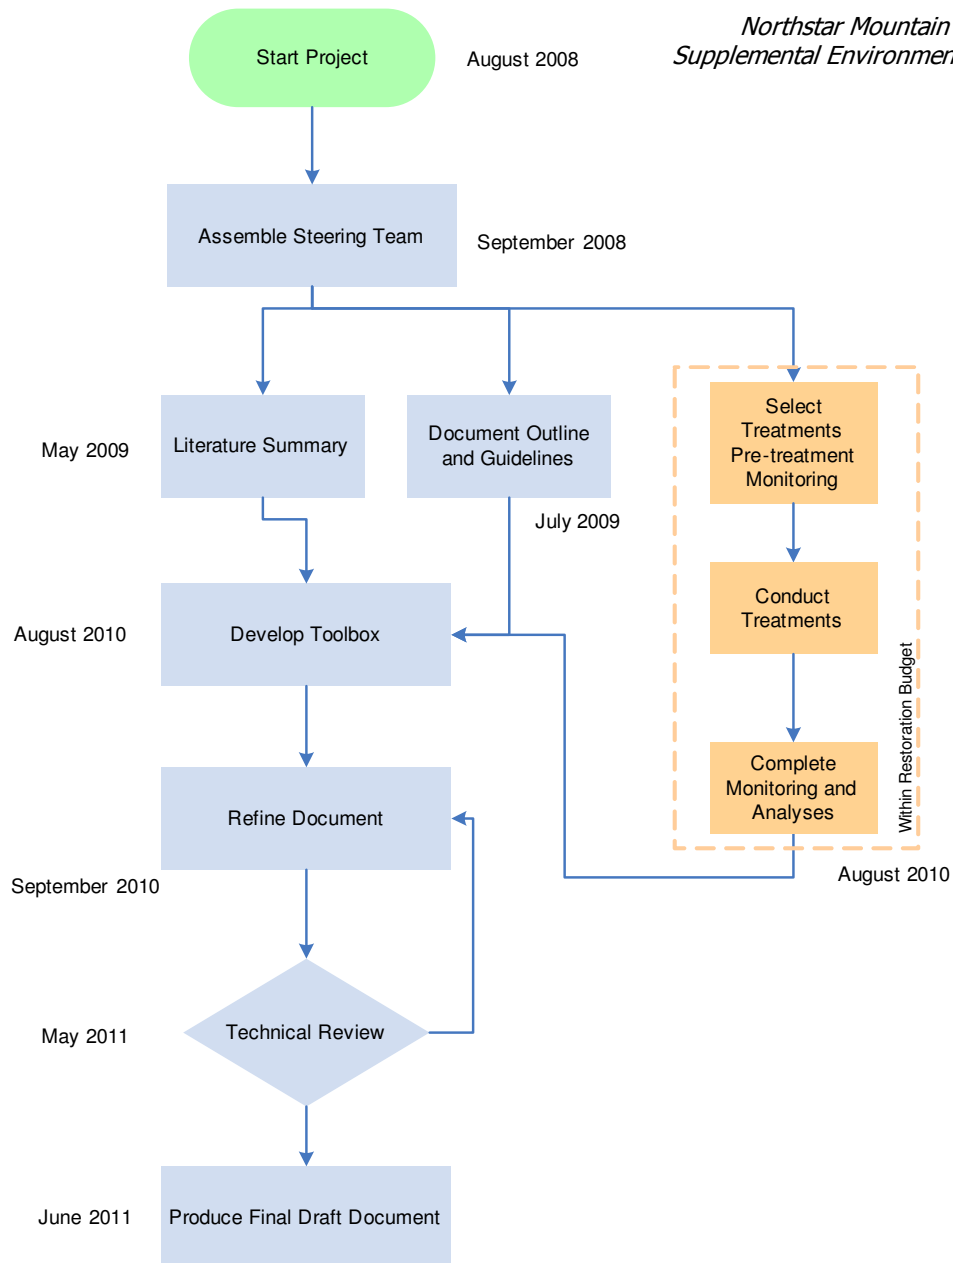 Northstar Mountain
Supplemental Environmen
Start Project
August 2008
Assemble Steering Team
September 2008
May 2009
Literature Summary
Document Outline
and Guidelines
July 2009
Select
Treatments
Pre-treatment
Monitoring
Conduct
Treatments
Complete
Monitoring and
Analyses
Within Restoration Budget
August 2010
August 2010
Develop Toolbox
Refine Document
September 2010
May 2011
Technical Review
June 2011
Produce Final Draft Document